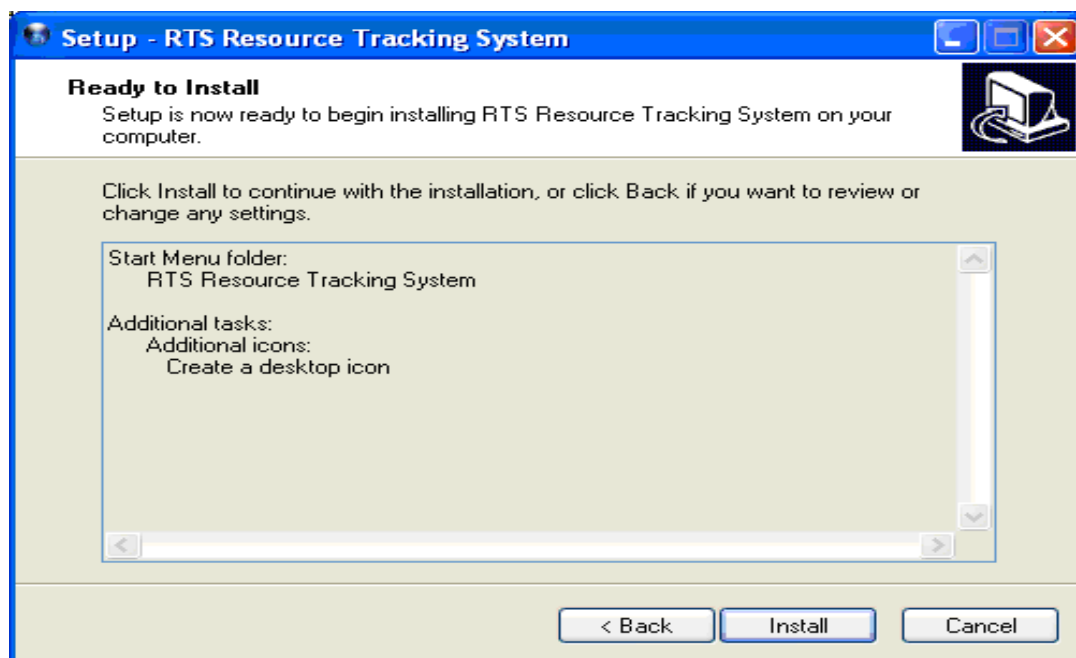 Setup - RTS Resource Tracking System
Ready to Install
Setup is now ready to begin installing RTS Resource Tracking System on your
computer.
Click Install to continue with the installation, or click Back if you want to review or
change any settings.
Start Menu folder:
RTS Resource Tracking System
Additional tasks:
Additional icons:
Create a desktop icon
< Back
Install
Cancel